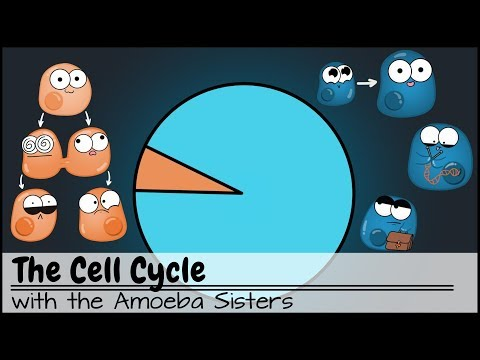 The Cell Cycle
with the Amoeba Sisters